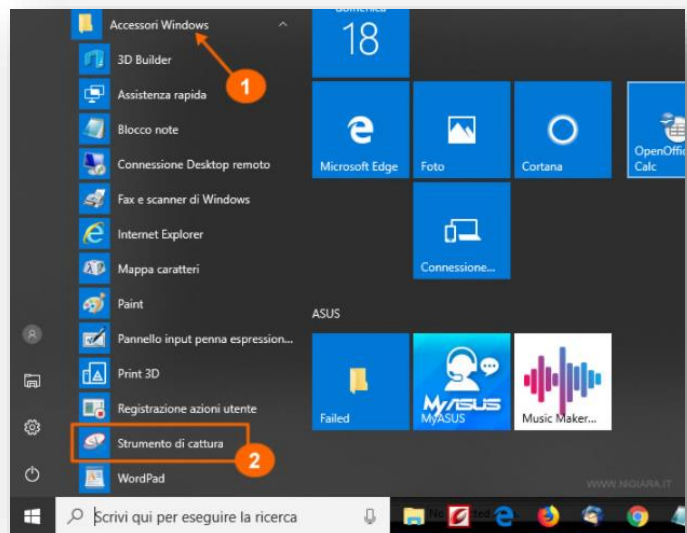 Accessori Windows
1
3D Builder
Assistenza rapida
Blocco note
Connessione Desktop remoto
Fax e scanner di Windows
Internet Explorer
Mappa caratteri
Paint
Pannello input penna espression...
Print 3D
Registrazione azioni utente
Strumento di cattura
2
WordPad
domenica
18
Microsoft Edge
Foto
Cortana
OpenOffic
Calc
Connessione...
ASUS
Failed
MyASUS
MyASUS
Music Maker...
WWW.NIGIARA.IT
Scrivi qui per eseguire la ricerca
No